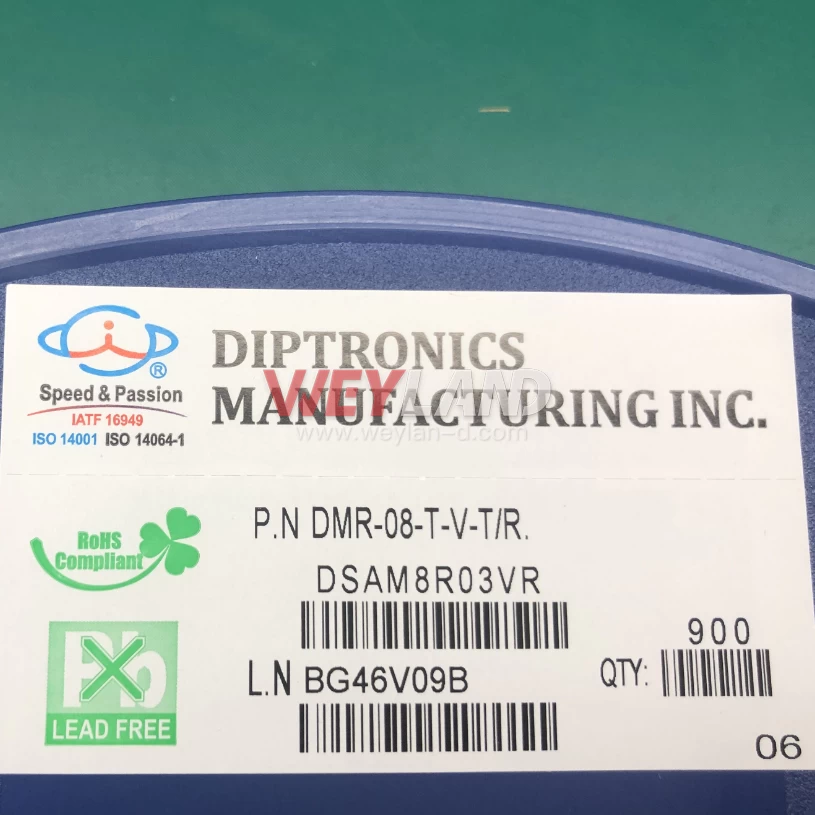 DIPTRONICS
MANUFACTURING INC.
®
Speed & Passion
IATF 16949
ISO 14001 ISO 14064-1
WEYLAND
www.weylan-d.com
RoHS
Compliant
P.N DMR-08-T-V-T/R.
DSAM8R03VR
Pb
LEAD FREE
L.N BG46V09B
900
QTY:
06